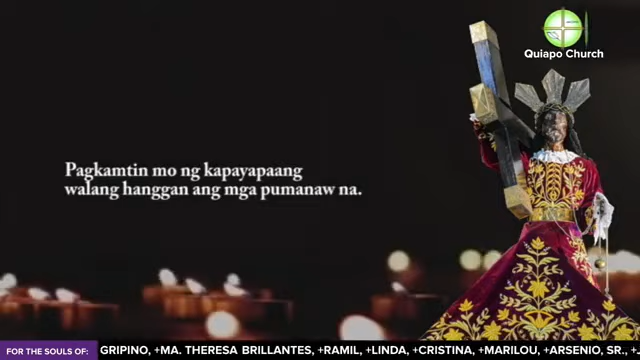 Quiapo Church
Pagkamtin mo ng kapayapaang
walang hanggan ang mga pumanaw na.
FOR THE SOULS OF: GRIPINO, +MA. THERESA BRILLANTES, +RAMIL, +LINDA, +CRISTINA, +MARILOU, +ARSENIO, SR.,